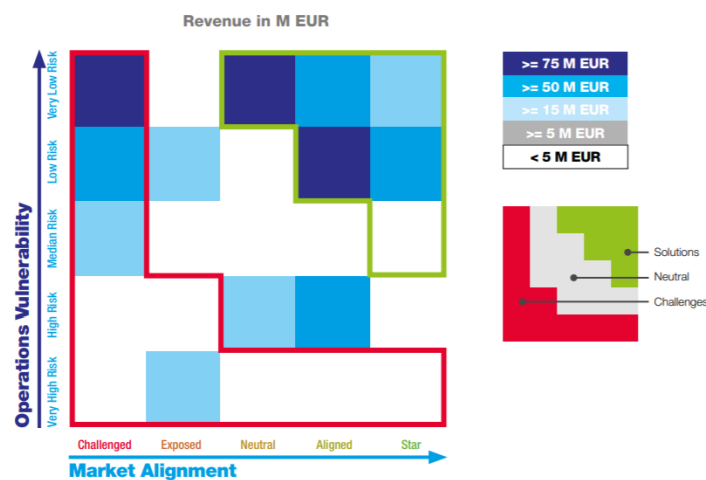 Revenue in M EUR
Operations Vulnerability
Very Low Risk
Low Risk
Median Risk
High Risk
Very High Risk
Challenged
Exposed
Neutral
Aligned
Star
Market Alignment
>= 75 M EUR
>= 50 M EUR
>= 15 M EUR
>= 5 M EUR
< 5 M EUR
Solutions
Neutral
Challenges